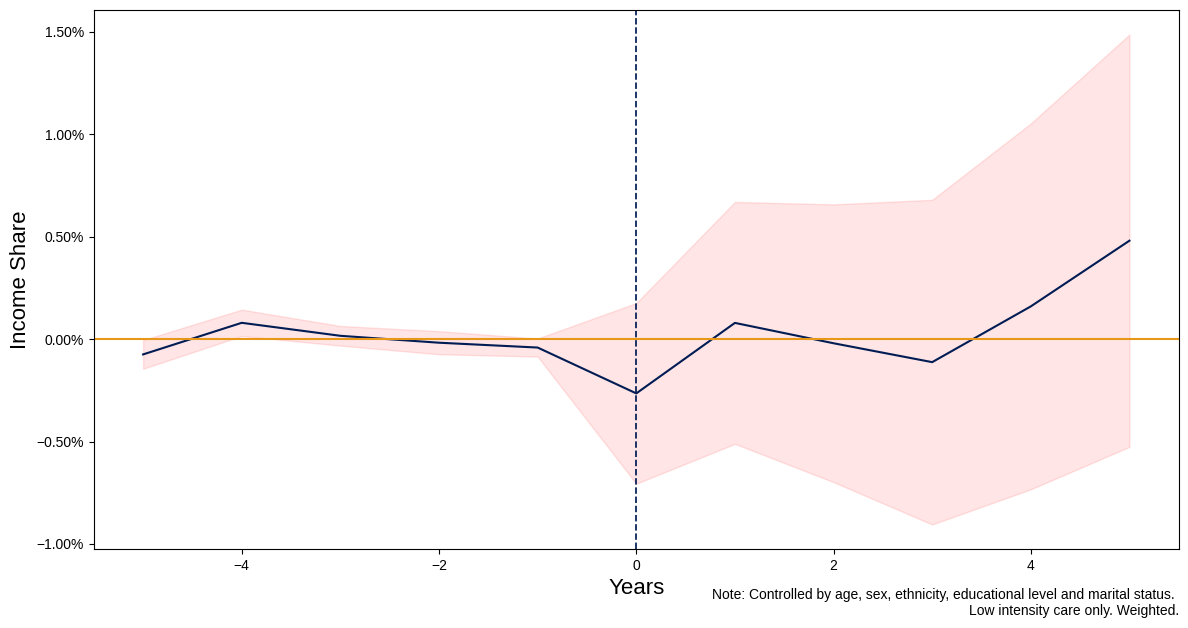 1.50%
1.00%
0.50%
0.00%
−0.50%
−1.00%
Income Share
−4
−2
0
2
4
Years
Note: Controlled by age, sex, ethnicity, educational level and marital status.
Low intensity care only. Weighted.